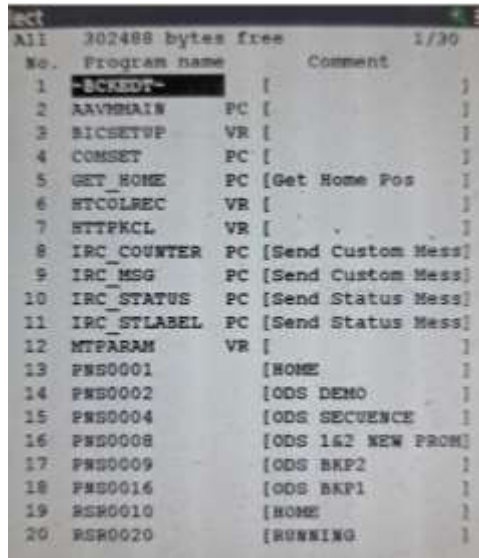 lect
All 302488 bytes free 1/30
No. Program name Comment
1 -BCKEDT- [ ]
2 AAVMMAIN PC [ ]
3 BICSETUP VR [ ]
4 COMSET PC [ ]
5 GET_HOME PC [Get Home Pos ]
6 HTCOLREC VR [ ]
7 HTTPKCL VR [ ]
8 IRC_COUNTER PC [Send Custom Mess]
9 IRC_MSG PC [Send Custom Mess]
10 IRC_STATUS PC [Send Status Mess]
11 IRC_STLABEL PC [Send Status Mess]
12 MTPARAM VR [ ]
13 PNS0001 [HOME ]
14 PNS0002 [ODS DEMO ]
15 PNS0004 [ODS SECUENCE ]
16 PNS0008 [ODS 1&2 NEW PROM]
17 PNS0009 [ODS BKP2 ]
18 PNS0016 [ODS BKP1 ]
19 RSR0010 [HOME ]
20 RSR0020 [RUNNING ]